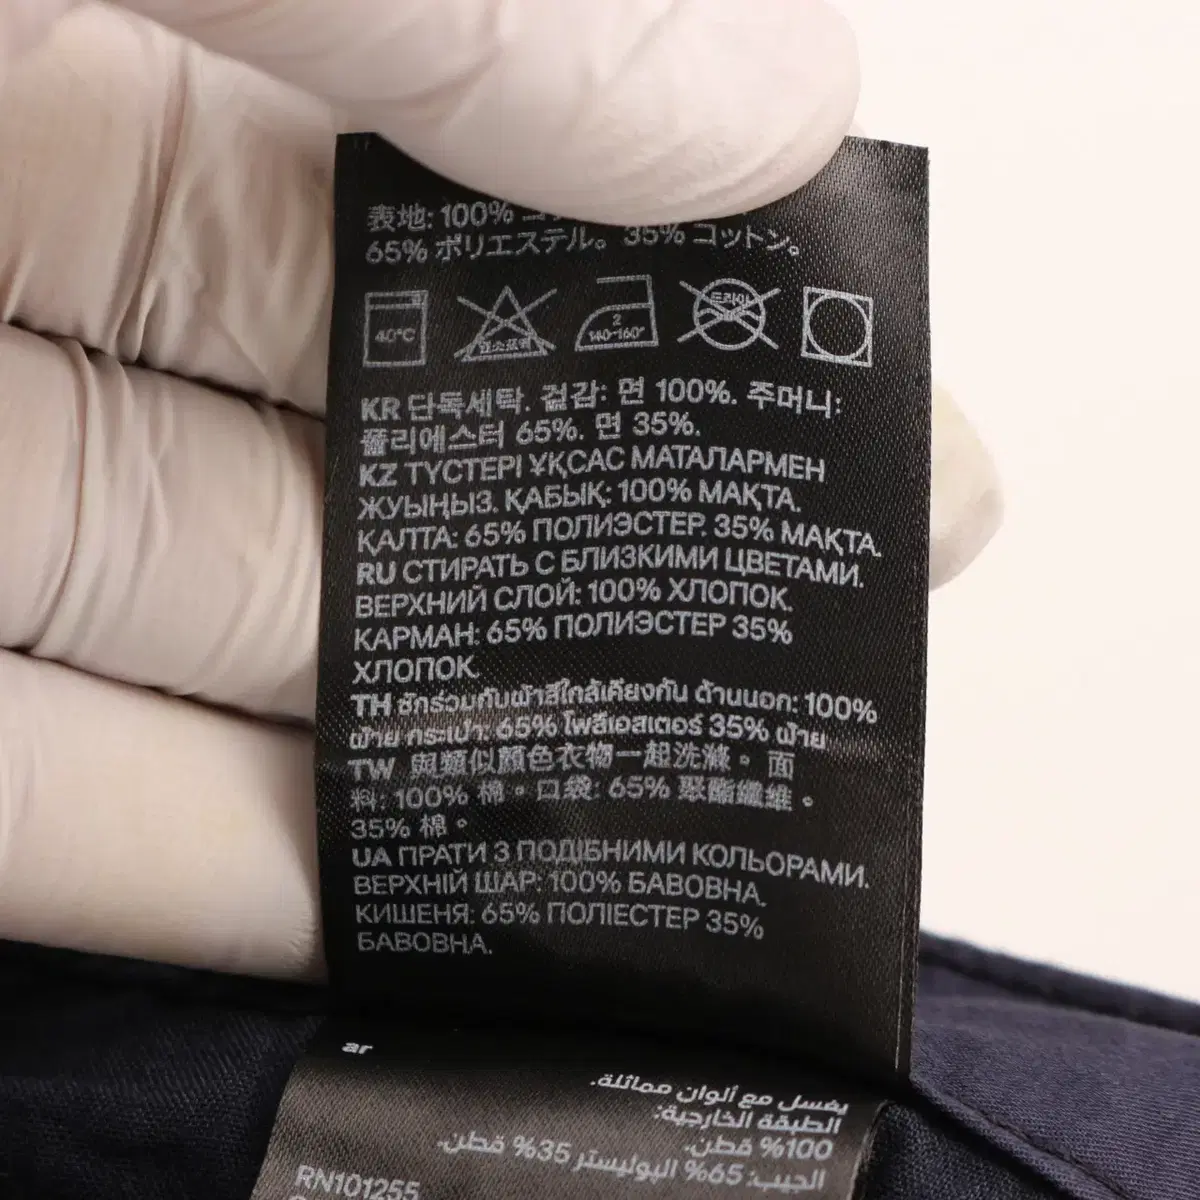 表地: 100%
65% ポリエステル。 35% コットン。
40°C 염소표백 2 140-160° 드라이
KR 단독세탁. 겉감: 면 100%. 주머니:
폴리에스터 65%. 면 35%.
KZ ТҮСТЕРІ ҰҚСАС МАТАЛАРМЕН
ЖУЫҢЫЗ. ҚАБЫҚ: 100% МАҚТА.
ҚАЛТА: 65% ПОЛИЭСТЕР. 35% МАҚТА.
RU СТИРАТЬ С БЛИЗКИМИ ЦВЕТАМИ.
ВЕРХНИЙ СЛОЙ: 100% ХЛОПОК.
КАРМАН: 65% ПОЛИЭСТЕР 35%
ХЛОПОК.
TH ซักร่วมกับผ้าสีใกล้เคียงกัน ด้านนอก: 100%
ฝ้าย กระเป๋า: 65% โพลีเอสเตอร์ 35% ฝ้าย
TW 與類似顏色衣物一起洗滌。 面
料: 100% 棉。口袋: 65% 聚酯纖維。
35% 棉。
UA ПРАТИ З ПОДІБНИМИ КОЛЬОРАМИ.
ВЕРХНІЙ ШАР: 100% БАВОВНА.
КИШЕНЯ: 65% ПОЛІЕСТЕР 35%
БАВОВНА.
ar
يغسل مع ألوان مماثلة.
الطبقة الخارجية:
100% قطن.
الجيب: 65% البوليستر 35% قطن.
RN101255